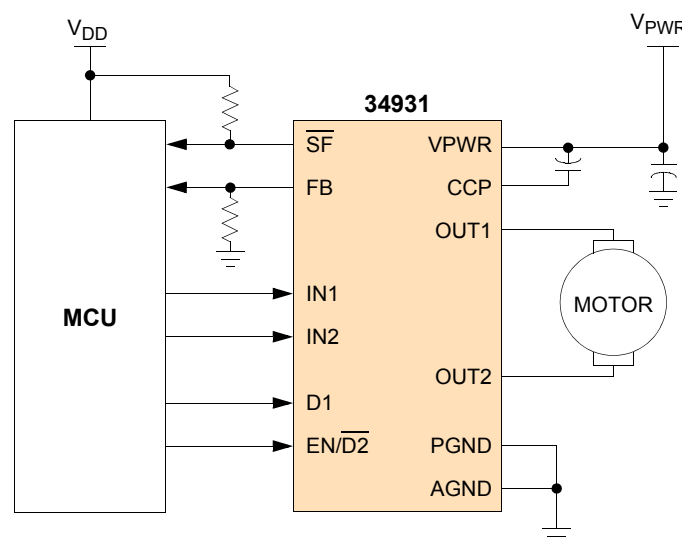 VDD
VPWR
34931
SF
VPWR
FB
CCP
OUT1
IN1
MCU
MOTOR
IN2
OUT2
D1
EN/D2
PGND
AGND